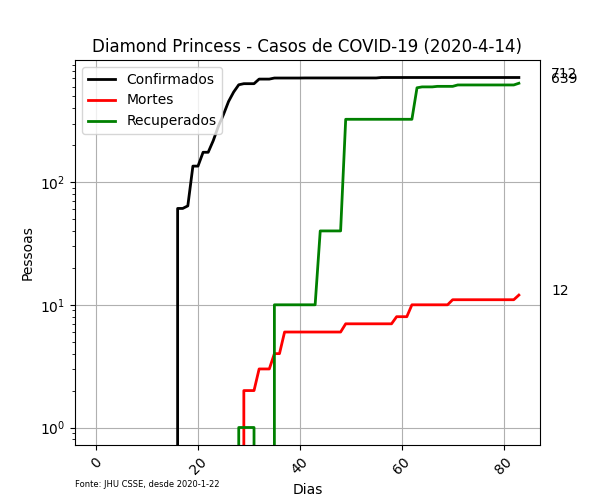 Diamond Princess - Casos de COVID-19 (2020-4-14)
Confirmados
Mortes
Recuperados
712
639
12
10²
10¹
10⁰
Pessoas
0
20
40
60
80
Dias
Fonte: JHU CSSE, desde 2020-1-22